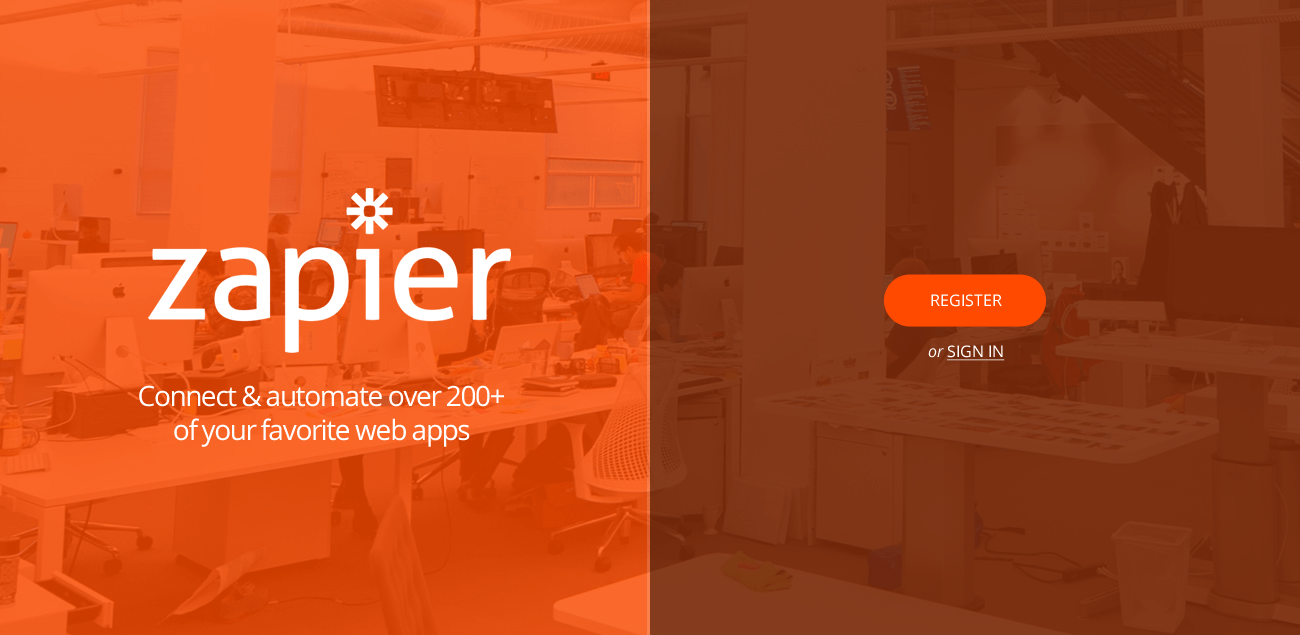 zapier
Connect & automate over 200+
of your favorite web apps
REGISTER
or SIGN IN